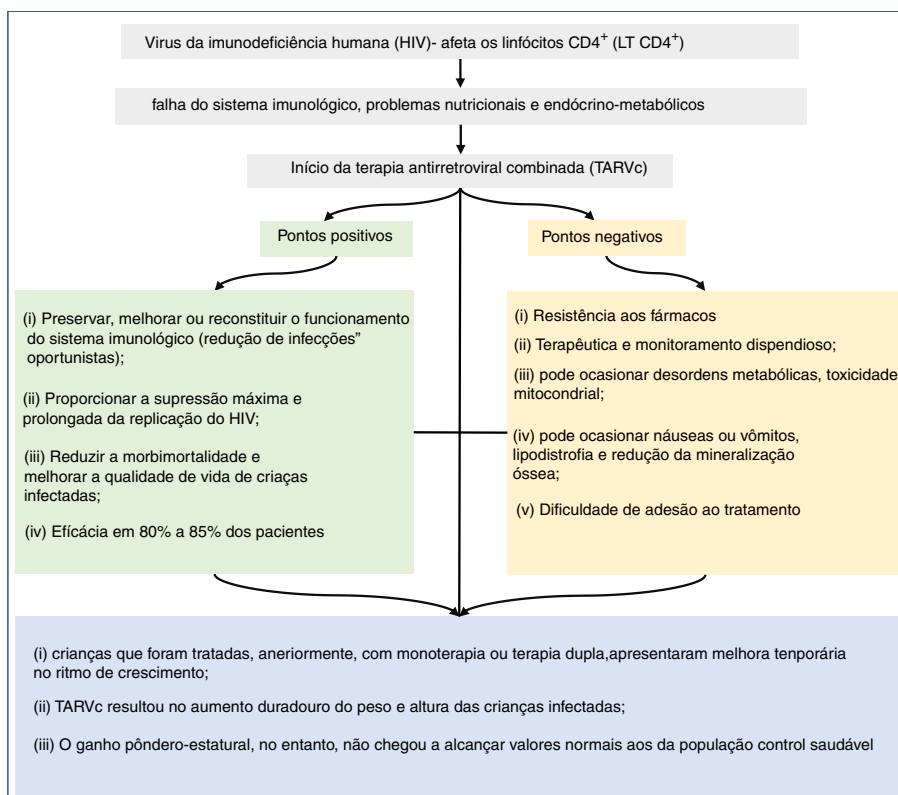 Virus da imunodeficiência humana (HIV)- afeta os linfócitos CD4+ (LT CD4+)
falha do sistema imunológico, problemas nutricionais e endócrino-metabólicos
Início da terapia antirretroviral combinada (TARVc)
Pontos positivos
Pontos negativos
(i) Preservar, melhorar ou reconstituir o funcionamento
do sistema imunológico (redução de infecções”
oportunistas);
(ii) Proporcionar a supressão máxima e
prolongada da replicação do HIV;
(iii) Reduzir a morbimortalidade e
melhorar a qualidade de vida de criaças
infectadas;
(iv) Efícácia em 80% a 85% dos pacientes
(i) Resistência aos fármacos
(ii) Terapêutica e monitoramento dispendioso;
(iii) pode ocasionar desordens metabólicas, toxicidade
mitocondrial;
(iv) pode ocasionar náuseas ou vômitos,
lipodistrofia e redução da mineralização
óssea;
(v) Dificuldade de adesão ao tratamento
(i) crianças que foram tratadas, aneriormente, com monoterapia ou terapia dupla,apresentaram melhora tenporária
no ritmo de crescimento;
(ii) TARVc resultou no aumento duradouro do peso e altura das crianças infectadas;
(iii) O ganho pôndero-estatural, no entanto, não chegou a alcançar valores normais aos da população control saudável